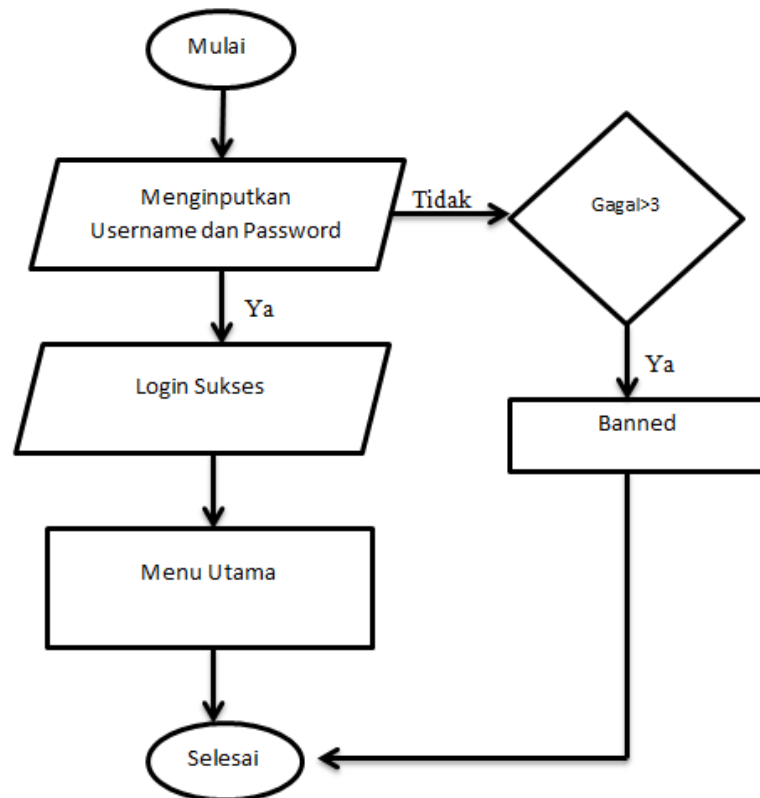 Mulai
Menginputkan
Username dan Password
Tidak
Gagal>3
Ya
Ya
Login Sukses
Banned
Menu Utama
Selesai